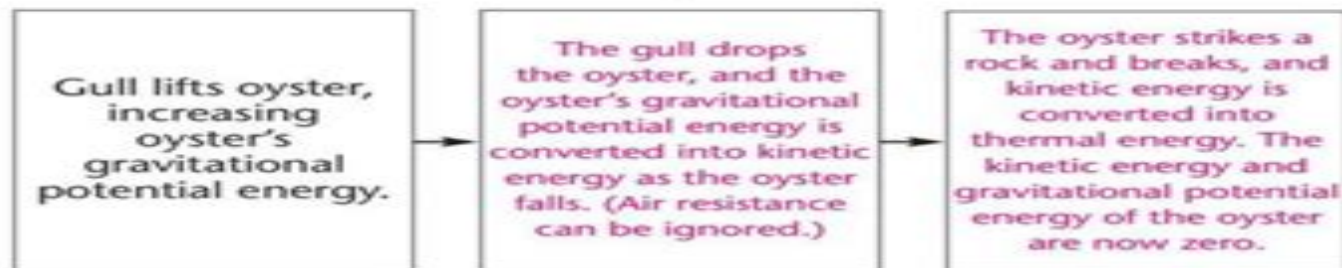 Gull lifts oyster,
increasing
oyster's
gravitational
potential energy.
The gull drops
the oyster, and the
oyster's gravitational
potential energy is
converted into kinetic
energy as the oyster
falls. (Air resistance
can be ignored.)
The oyster strikes a
rock and breaks, and
kinetic energy is
converted into
thermal energy. The
kinetic energy and
gravitational potential
energy of the oyster
are now zero.